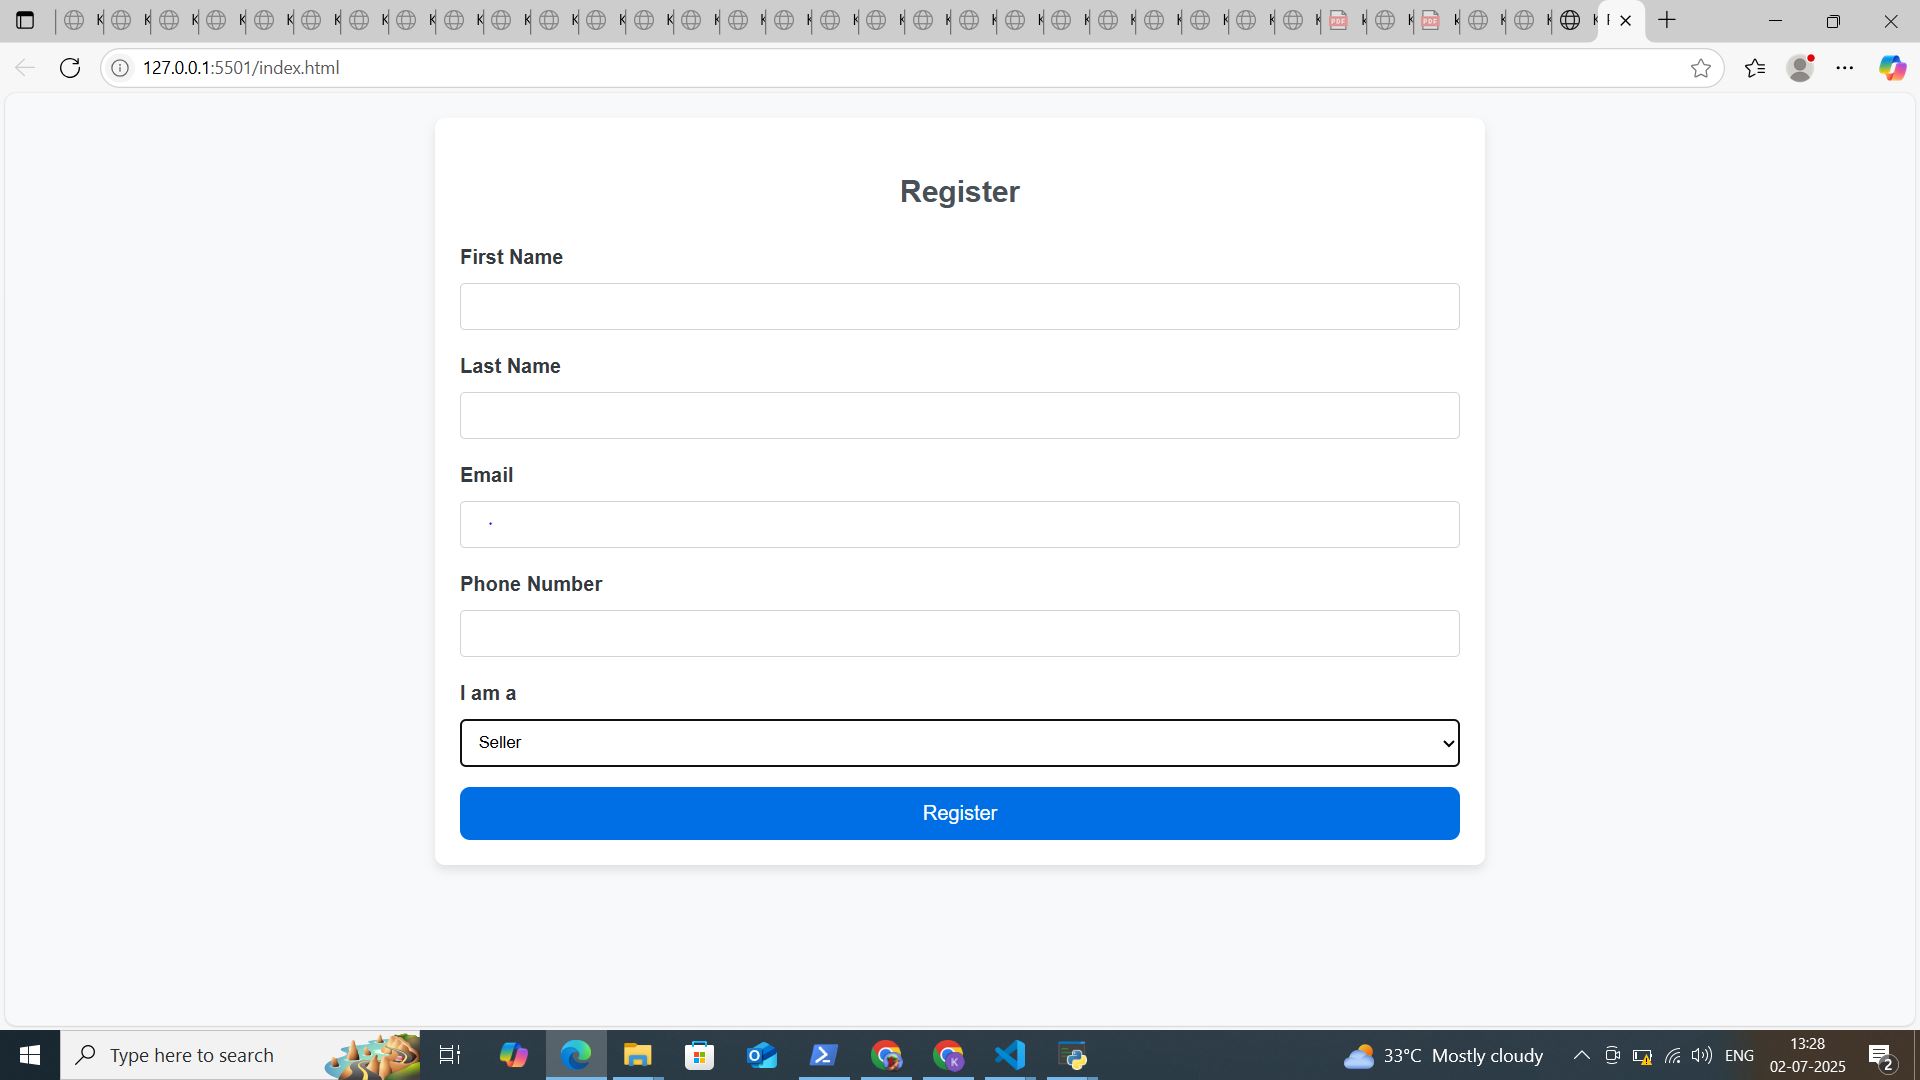 127.0.0.1:5501/index.html
Register
First Name
Last Name
Email
Phone Number
I am a
Seller
Register
Type here to search
33°C Mostly cloudy
ENG
13:28
02-07-2025
2